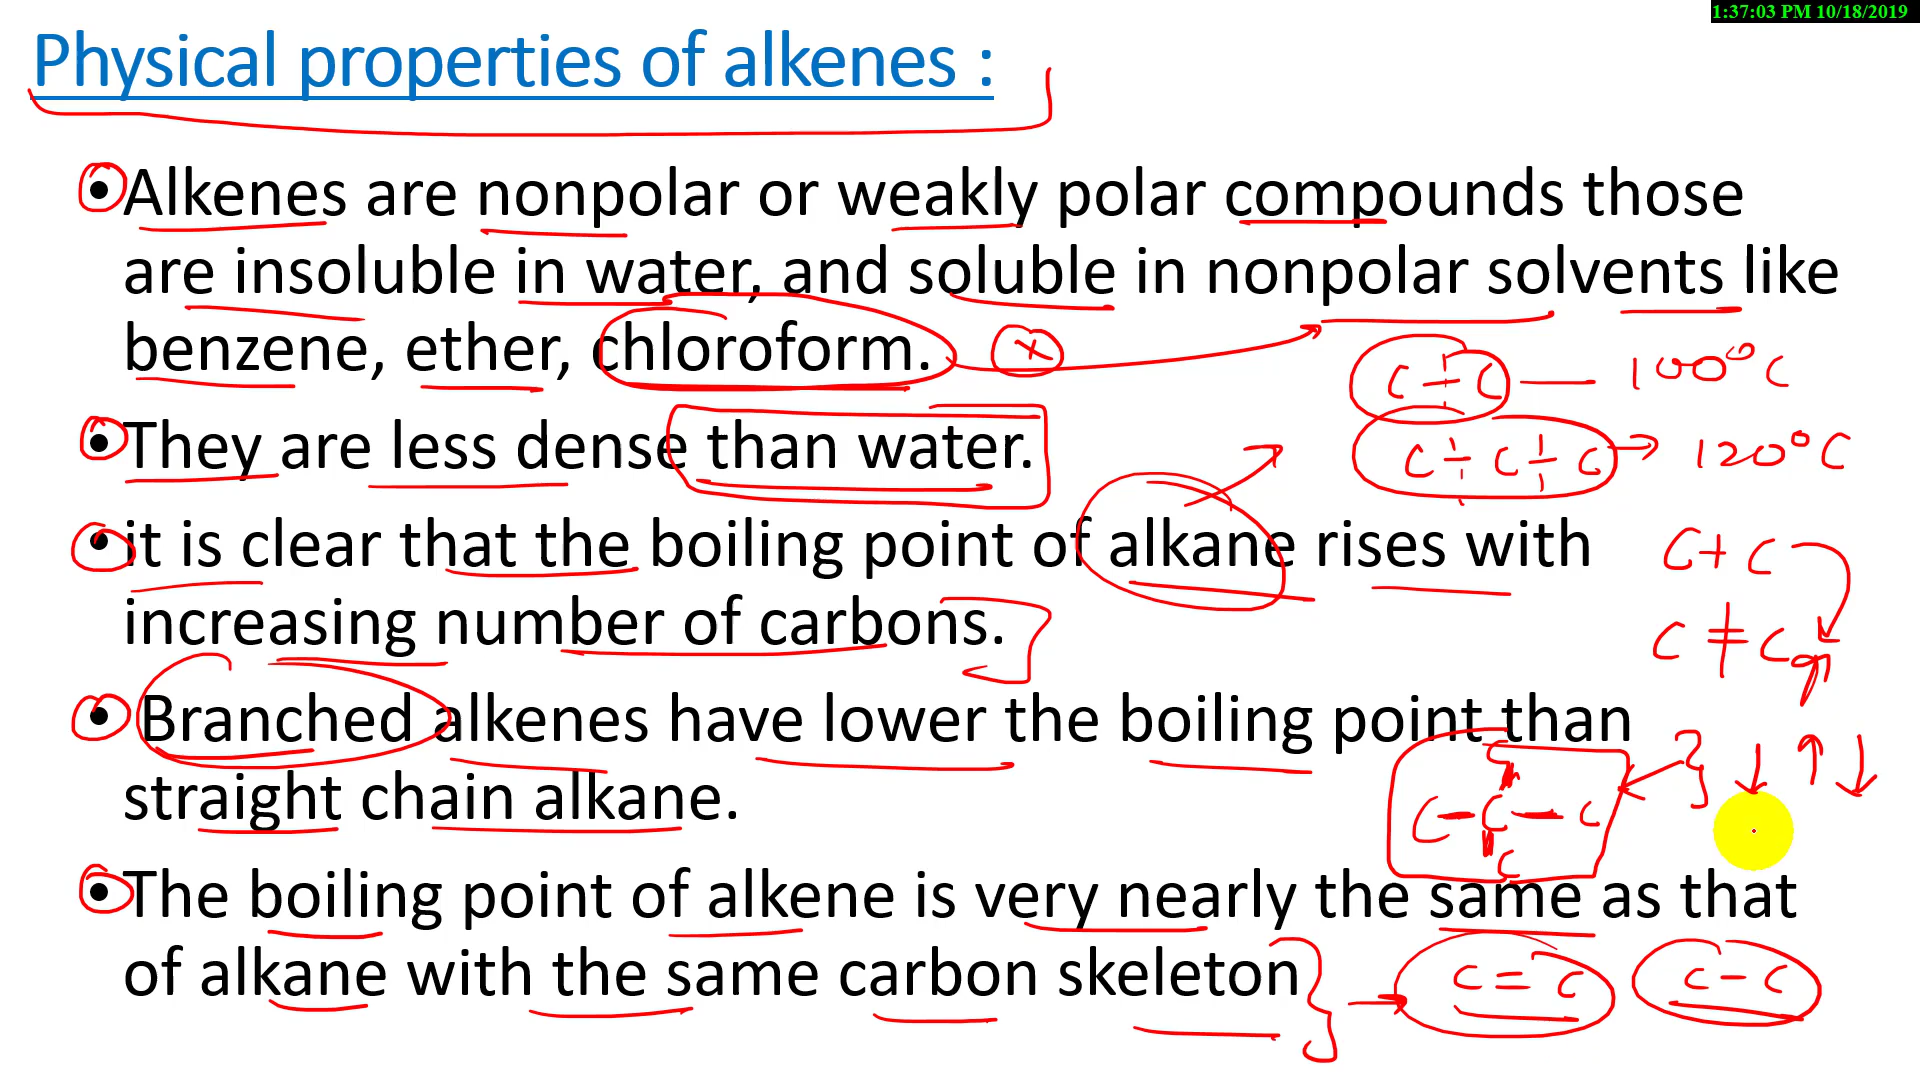 1:37:03 PM 10/18/2019
Physical properties of alkenes :
•Alkenes are nonpolar or weakly polar compounds those
are insoluble in water, and soluble in nonpolar solvents like
benzene, ether, chloroform.
x
C-C — 100°C
•They are less dense than water.
C-C-C → 120°C
•it is clear that the boiling point of alkane rises with
increasing number of carbons.
C+C
C≠C
• Branched alkenes have lower the boiling point than
straight chain alkane.
C
C-C-C
C
•The boiling point of alkene is very nearly the same as that
of alkane with the same carbon skeleton
C=C C-C